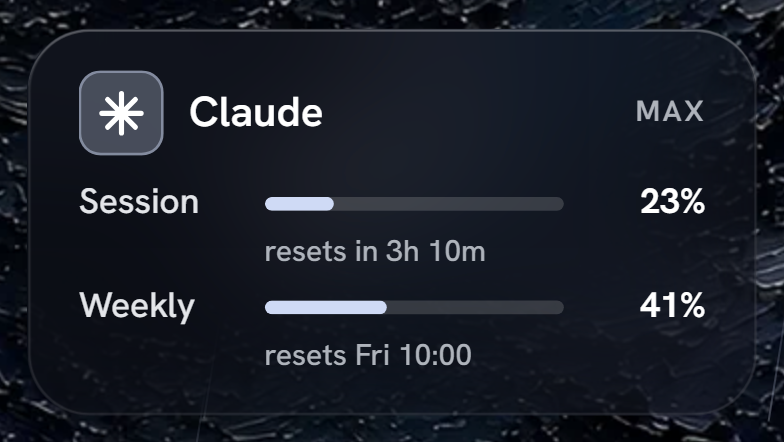 Claude MAX
Session 23%
resets in 3h 10m
Weekly 41%
resets Fri 10:00